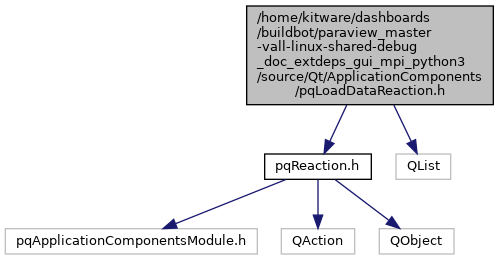 /home/kitware/dashboards
/buildbot/paraview_master
-vall-linux-shared-debug
_doc_extdeps_gui_mpi_python3
/source/Qt/ApplicationComponents
/pqLoadDataReaction.h
pqReaction.h
QList
pqApplicationComponentsModule.h
QAction
QObject